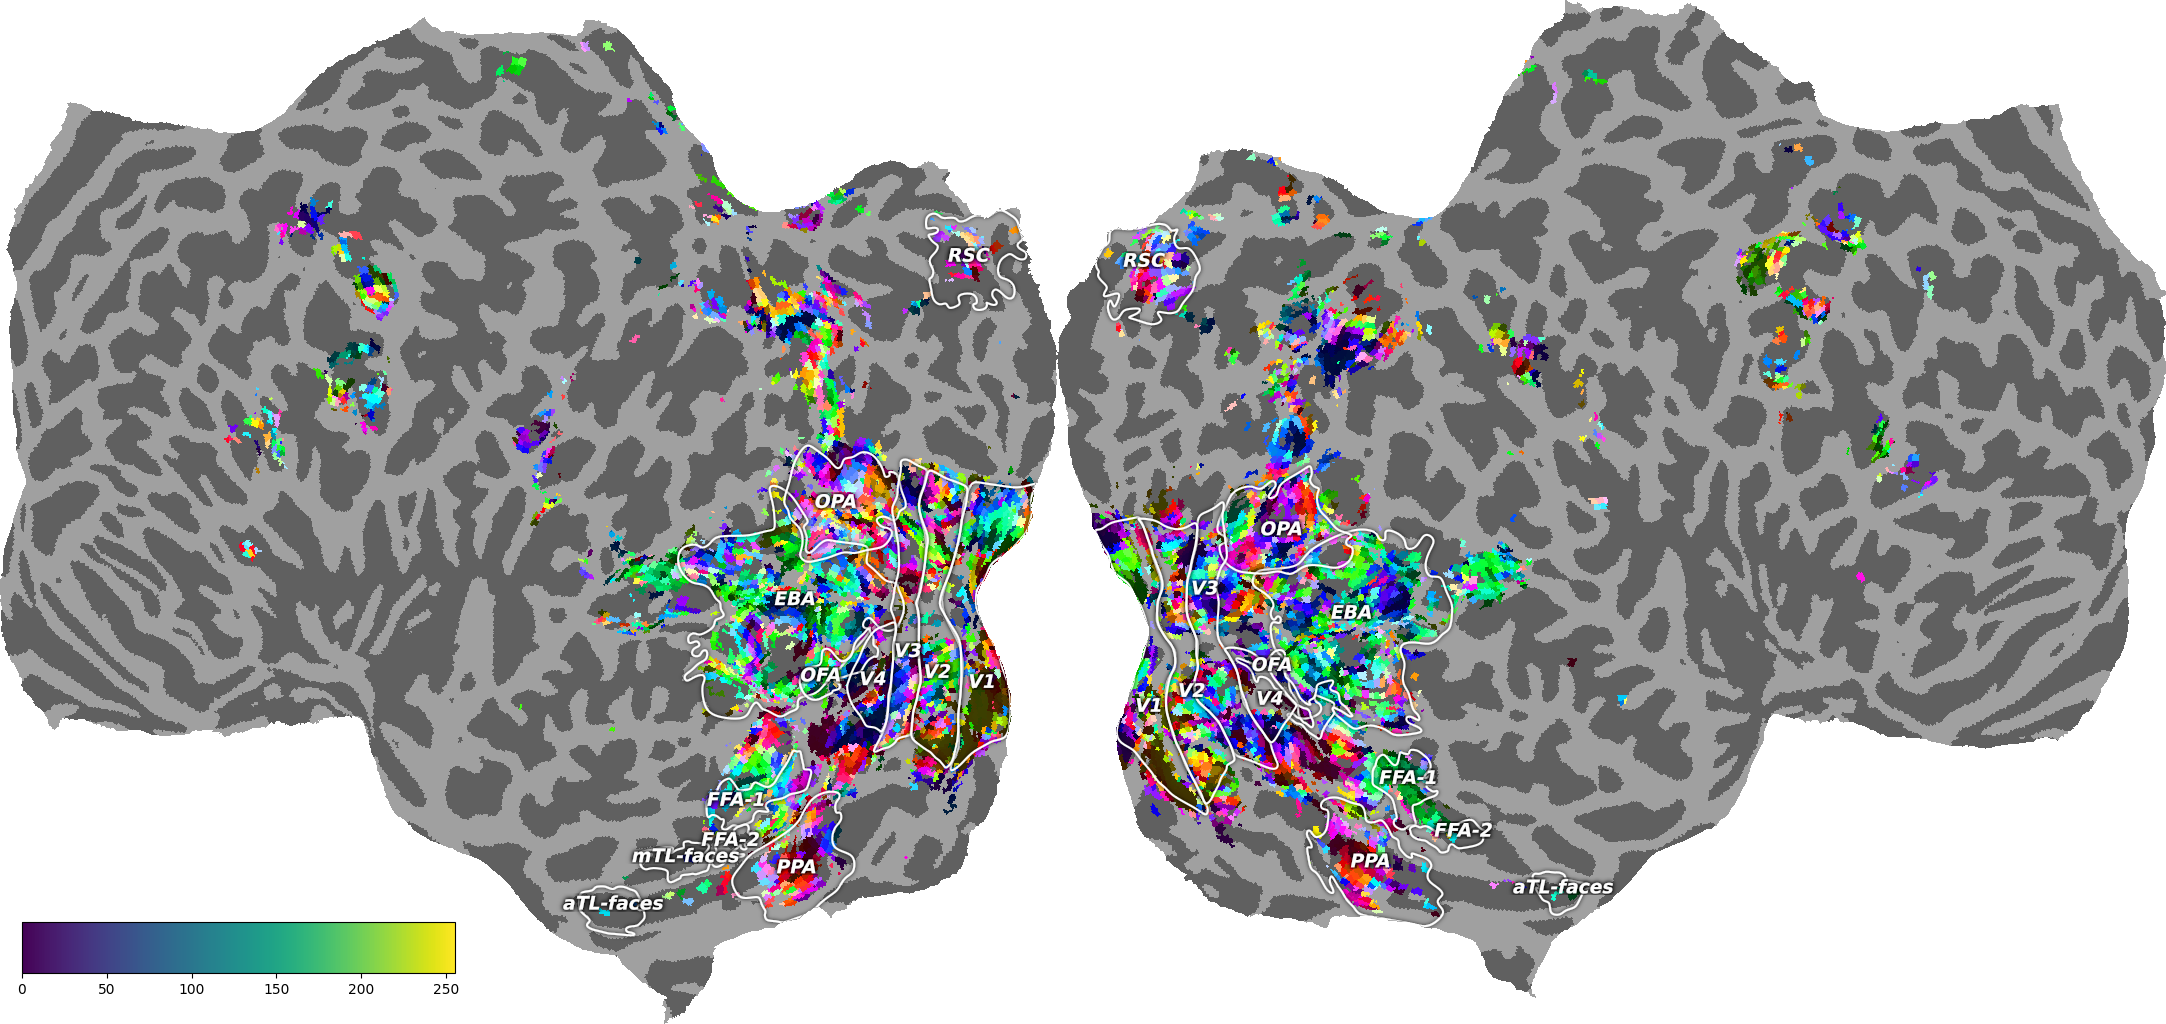 RSC
RSC
OPA
OPA
EBA
V3
EBA
V3
OFA
V4
V2
V1
OFA
V4
V2
V1
FFA-1
FFA-1
FFA-2
FFA-2
mTL-faces
PPA
PPA
aTL-faces
aTL-faces
0 50 100 150 200 250